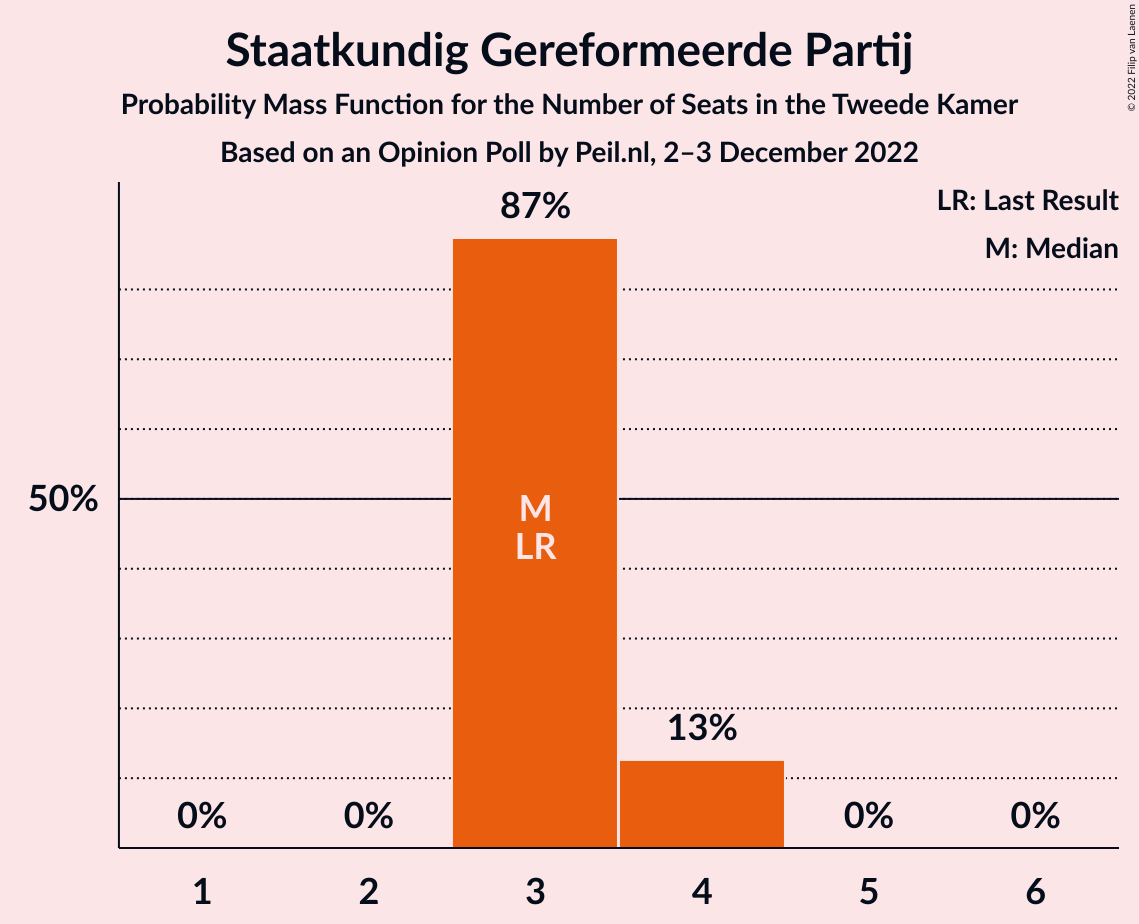 Staatkundig Gereformeerde Partij
Probability Mass Function for the Number of Seats in the Tweede Kamer
Based on an Opinion Poll by Peil.nl, 2–3 December 2022
© 2022 Filip van Laenen
LR: Last Result
M: Median
87%
50%
M
LR
13%
0%
0%
0%
0%
1
2
3
4
5
6